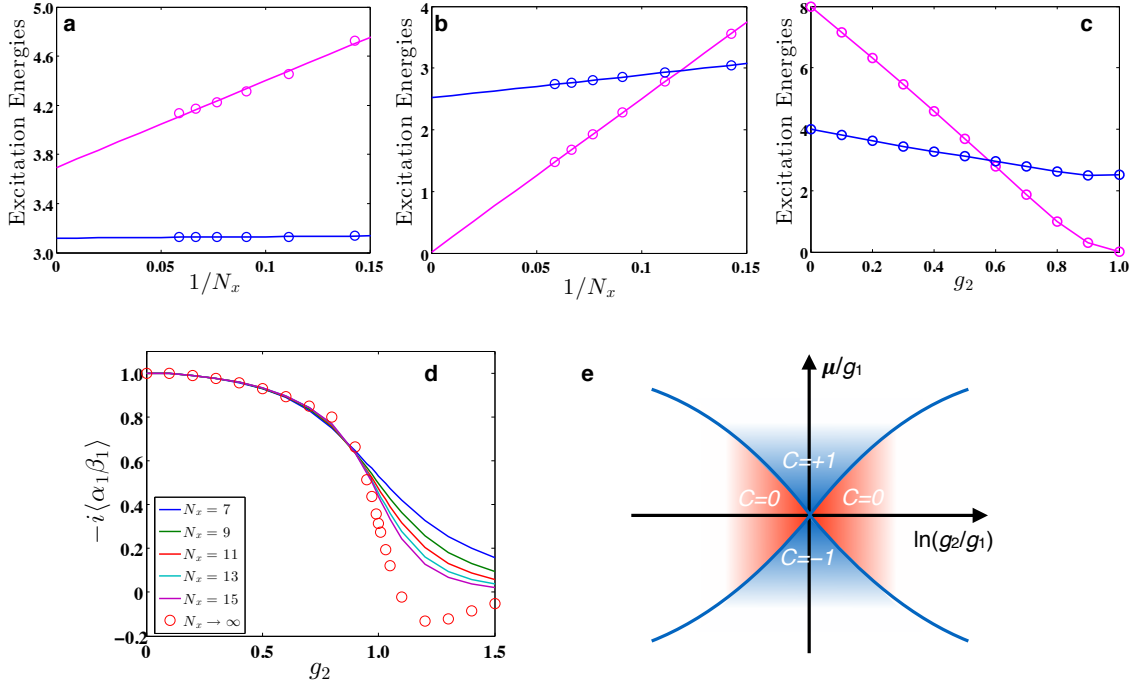 a
Excitation Energies
5.0
4.6
4.2
3.8
3.4
3.0
0
0.05
0.1
0.15
1/N_x
b
Excitation Energies
4
3
2
1
0
0
0.05
0.1
0.15
1/N_x
c
Excitation Energies
8
6
4
2
0
0
0.2
0.4
0.6
0.8
1.0
g_2
d
−i⟨α_1β_1⟩
1.0
0.8
0.6
0.4
0.2
0
−0.2
0
0.5
1.0
1.5
g_2
N_x = 7
N_x = 9
N_x = 11
N_x = 13
N_x = 15
N_x → ∞
e
μ/g_1
C=+1
C=0
C=0
ln(g_2/g_1)
C=−1